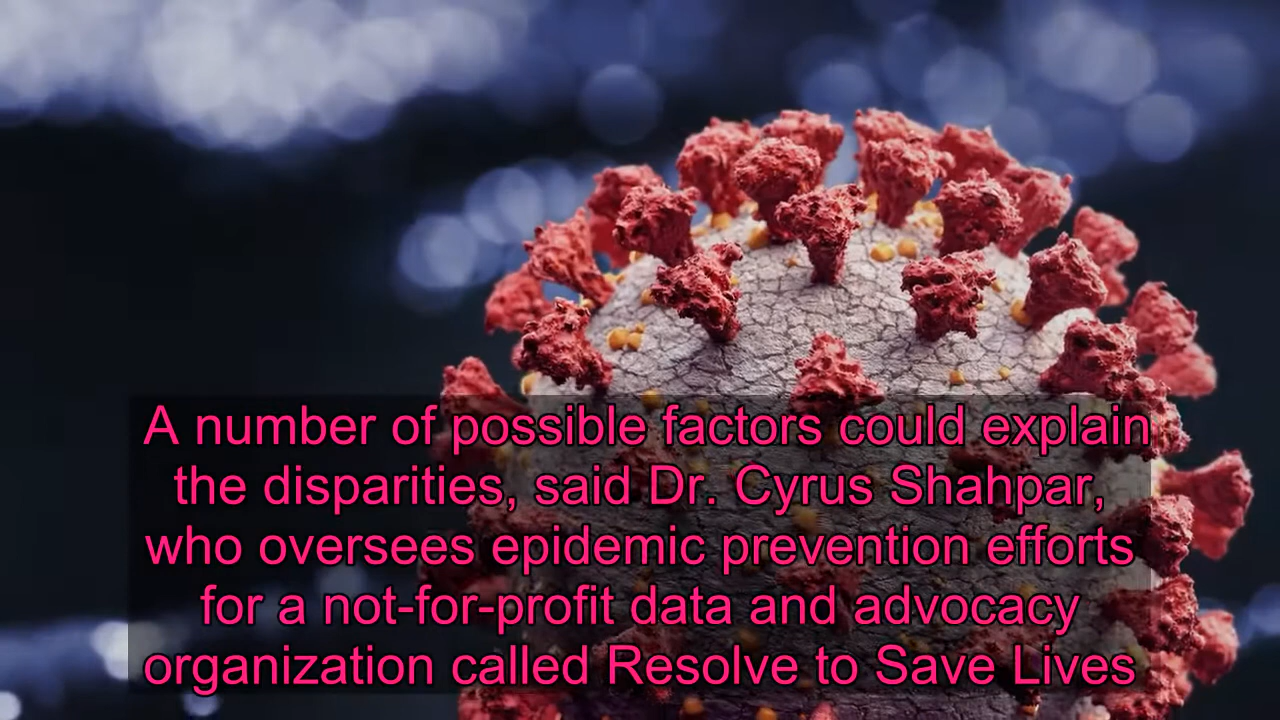 A number of possible factors could explain
the disparities, said Dr. Cyrus Shahpar,
who oversees epidemic prevention efforts
for a not-for-profit data and advocacy
organization called Resolve to Save Lives